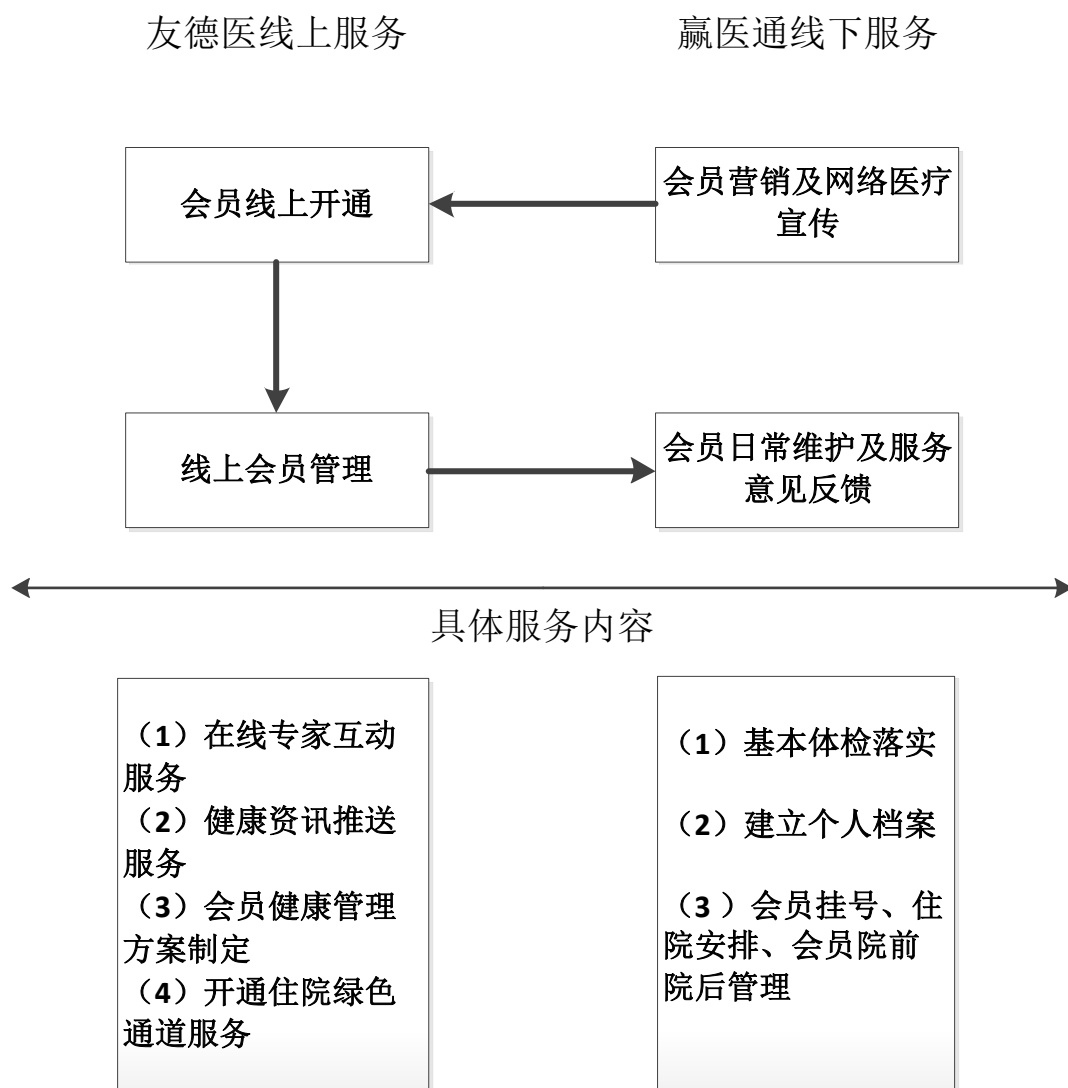 友德医线上服务
赢医通线下服务
会员线上开通
会员营销及网络医疗
宣传
线上会员管理
会员日常维护及服务
意见反馈
具体服务内容
（1）在线专家互动
服务
（2）健康资讯推送
服务
（3）会员健康管理
方案制定
（4）开通住院绿色
通道服务
（1）基本体检落实
（2）建立个人档案
（3 ）会员挂号、住
院安排、会员院前
院后管理